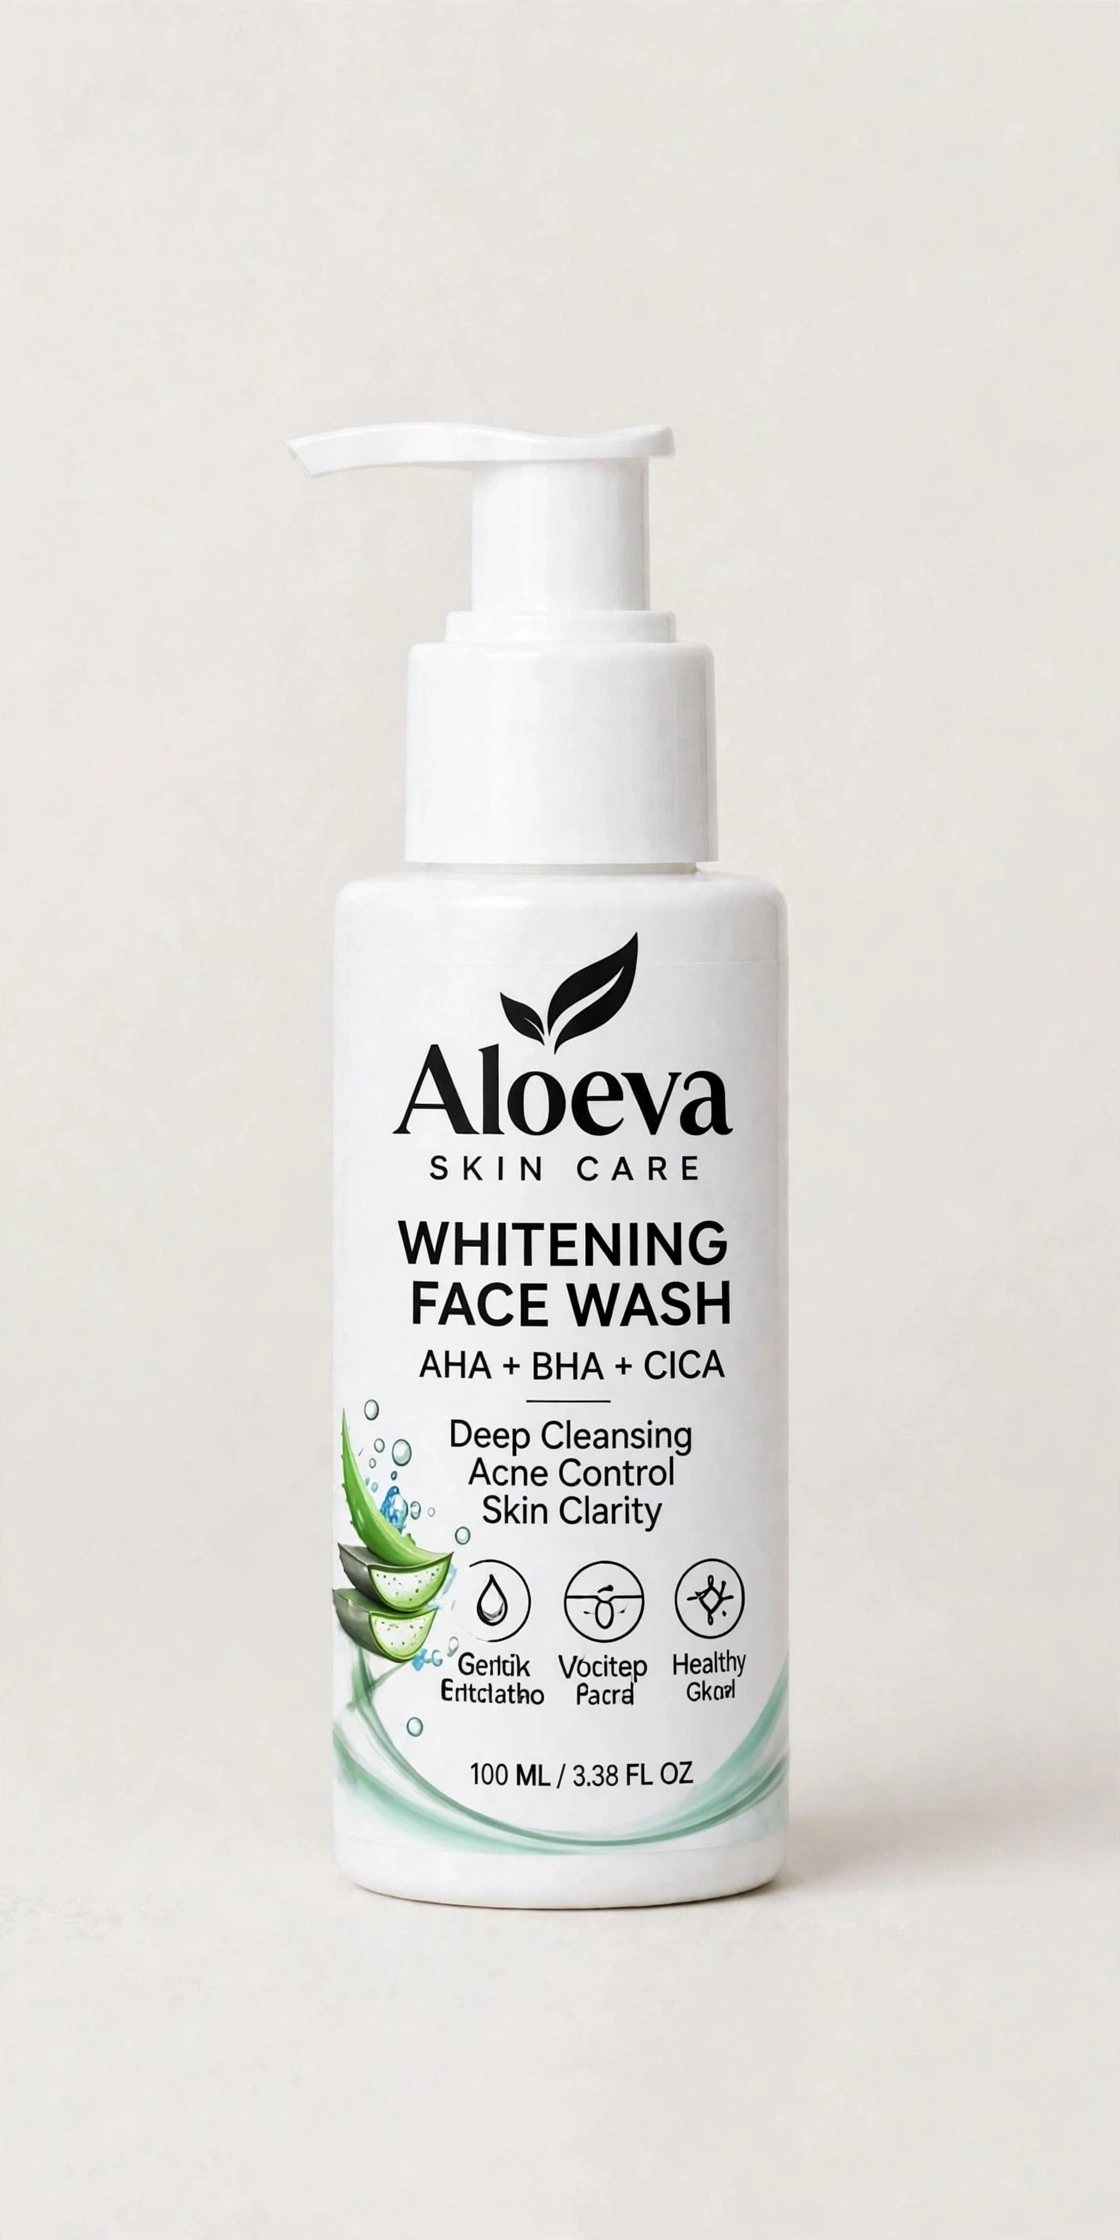 Aloeva
SKIN CARE
WHITENING
FACE WASH
AHA + BHA + CICA
Deep Cleansing
Acne Control
Skin Clarity
Healthy
100 ML / 3.38 FL OZ